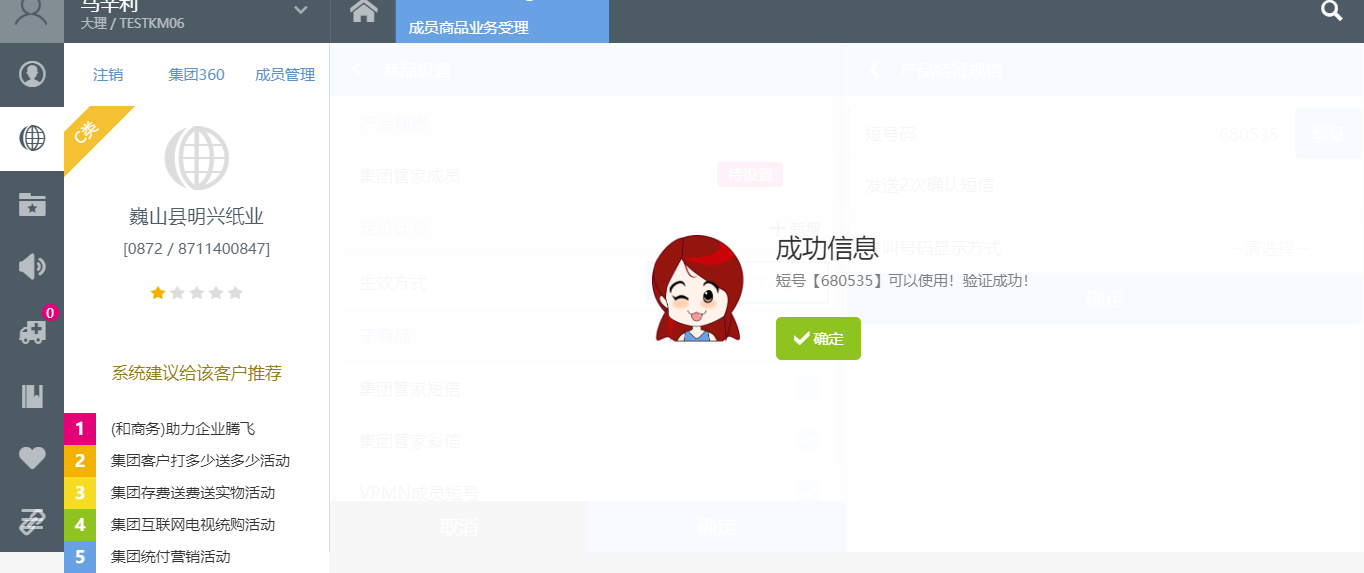 马辛利
大理 / TESTKM06
成员商品业务受理
注销
集团360
成员管理
商品设置
产品特征规格
C类
产品规格
短号码
680535
验证
集团管家成员
待设置
发送2次确认短信
巍山县明兴纸业
定价计划
新增
成功信息
呼叫号码显示方式
[0872 / 8711400847]
短号【680535】可以使用！验证成功！
生效方式
确定
0
子商品
确定
系统建议给该客户推荐
集团管家短信
1
(和商务)助力企业腾飞
集团管家彩信
2
集团客户打多少送多少活动
3
集团存费送费送实物活动
VPMN成员短号
4
集团互联网电视统购活动
取消
确定
5
集团统付营销活动